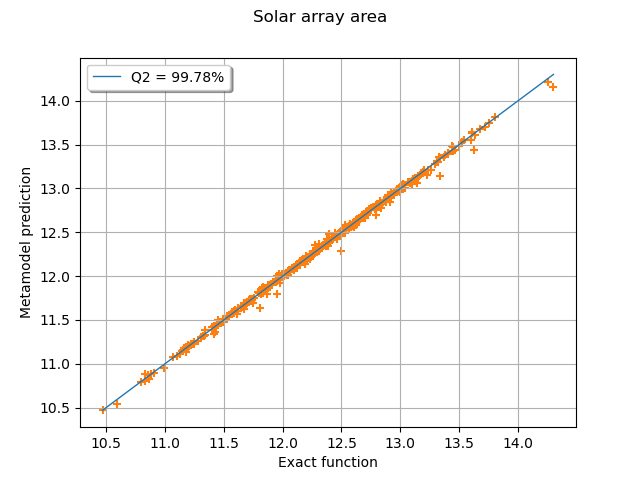 Solar array area
Q2 = 99.78%
14.0
13.5
13.0
12.5
12.0
11.5
11.0
10.5
Metamodel prediction
10.5 11.0 11.5 12.0 12.5 13.0 13.5 14.0
Exact function